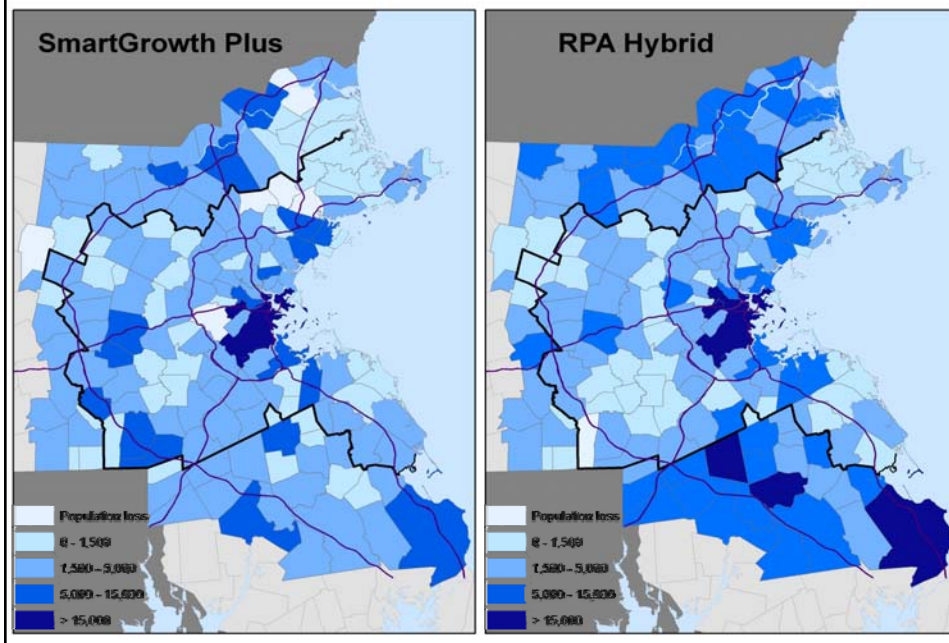 SmartGrowth Plus
Population loss
0 - 1,500
1,500 - 5,000
5,000 - 15,000
> 15,000
RPA Hybrid
Population loss
0 - 1,500
1,500 - 5,000
5,000 - 15,000
> 15,000